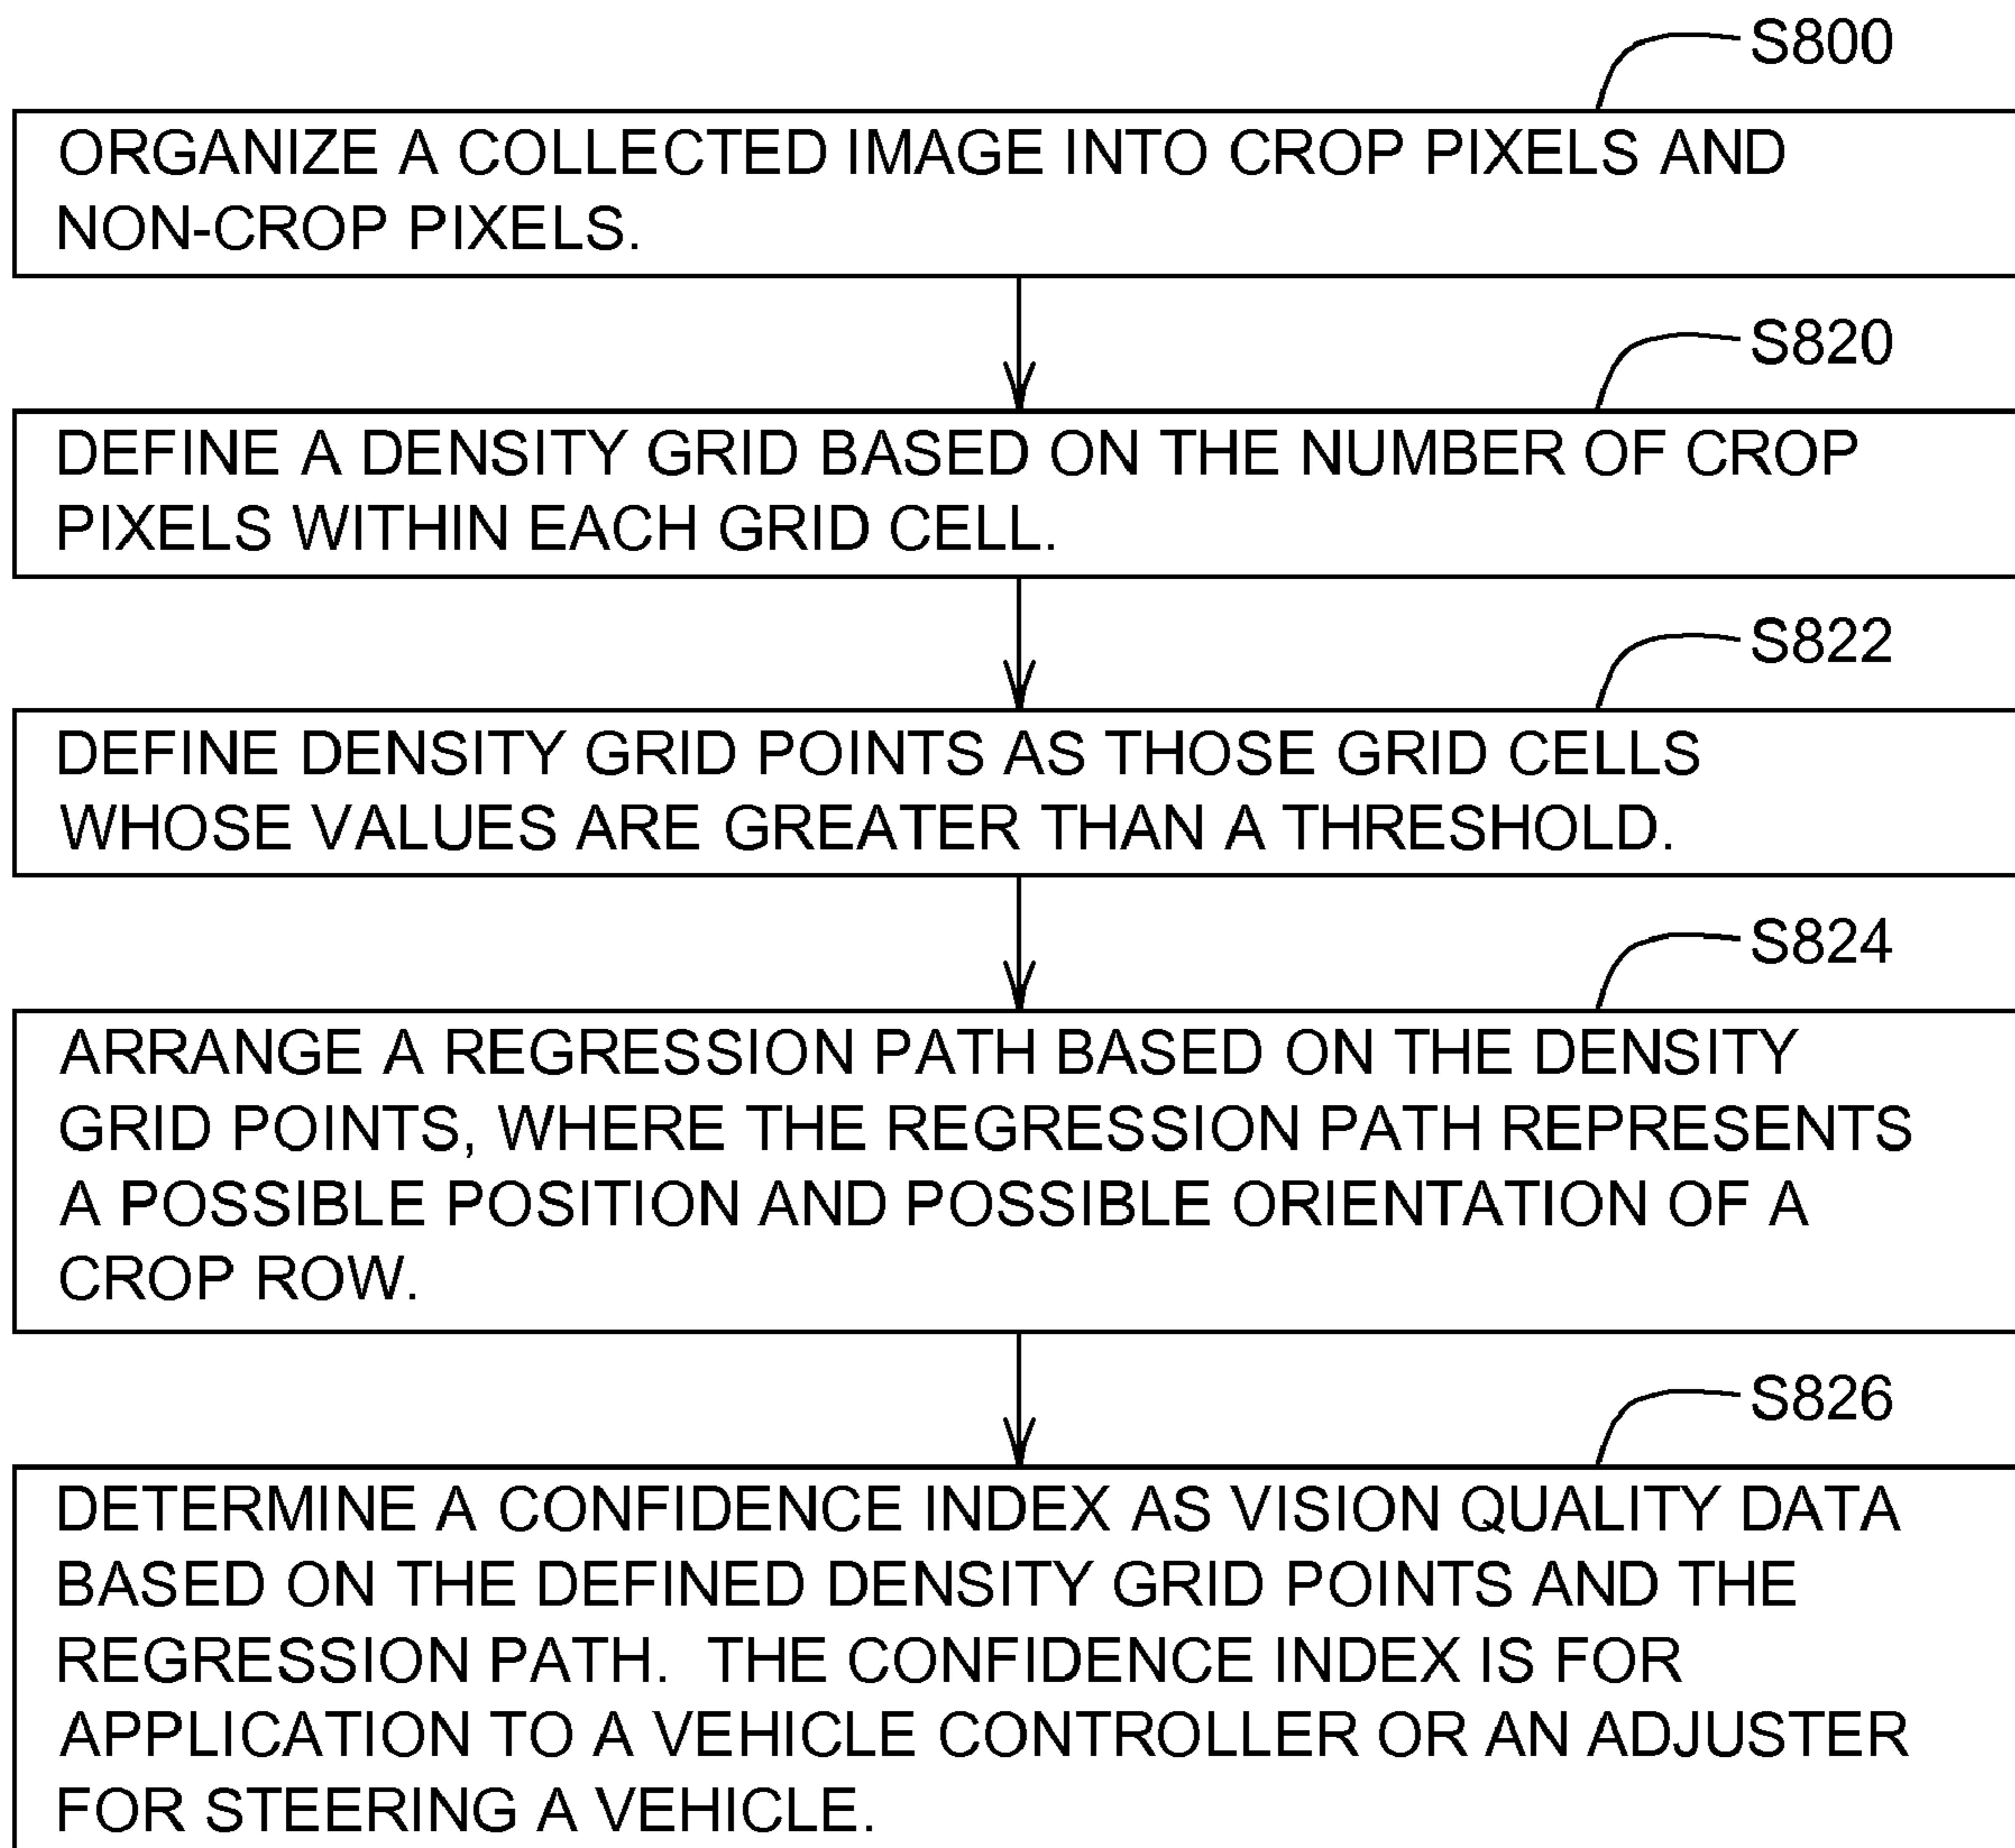 S800
ORGANIZE A COLLECTED IMAGE INTO CROP PIXELS AND
NON-CROP PIXELS.
S820
DEFINE A DENSITY GRID BASED ON THE NUMBER OF CROP
PIXELS WITHIN EACH GRID CELL.
S822
DEFINE DENSITY GRID POINTS AS THOSE GRID CELLS
WHOSE VALUES ARE GREATER THAN A THRESHOLD.
S824
ARRANGE A REGRESSION PATH BASED ON THE DENSITY
GRID POINTS, WHERE THE REGRESSION PATH REPRESENTS
A POSSIBLE POSITION AND POSSIBLE ORIENTATION OF A
CROP ROW.
S826
DETERMINE A CONFIDENCE INDEX AS VISION QUALITY DATA
BASED ON THE DEFINED DENSITY GRID POINTS AND THE
REGRESSION PATH. THE CONFIDENCE INDEX IS FOR
APPLICATION TO A VEHICLE CONTROLLER OR AN ADJUSTER
FOR STEERING A VEHICLE.